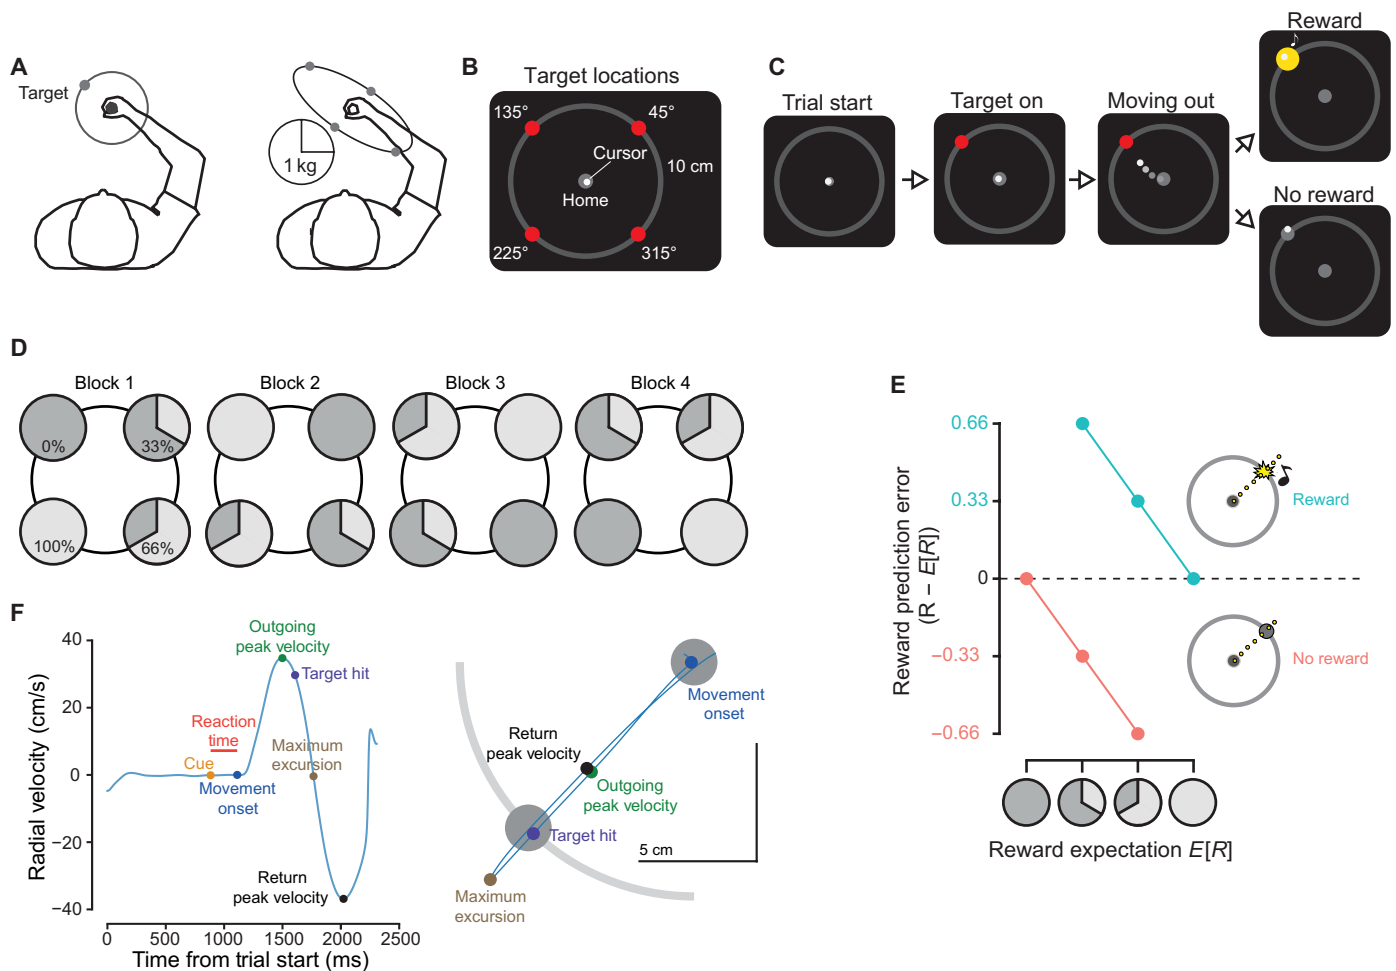 A
Target
1 kg
B
Target locations
135°
45°
Cursor
10 cm
Home
225°
315°
C
Trial start
Target on
Moving out
Reward
No reward
D
Block 1
Block 2
Block 3
Block 4
0%
33%
100%
66%
E
Reward prediction error
(R − E[R])
0.66
0.33
0
−0.33
−0.66
Reward
No reward
Reward expectation E[R]
F
Radial velocity (cm/s)
40
20
0
−20
−40
Outgoing
peak velocity
Target hit
Reaction
time
Cue
Maximum
excursion
Movement
onset
Return
peak velocity
0
500
1000
1500
2000
2500
Time from trial start (ms)
Movement
onset
Return
peak velocity
Outgoing
peak velocity
Target hit
5 cm
Maximum
excursion